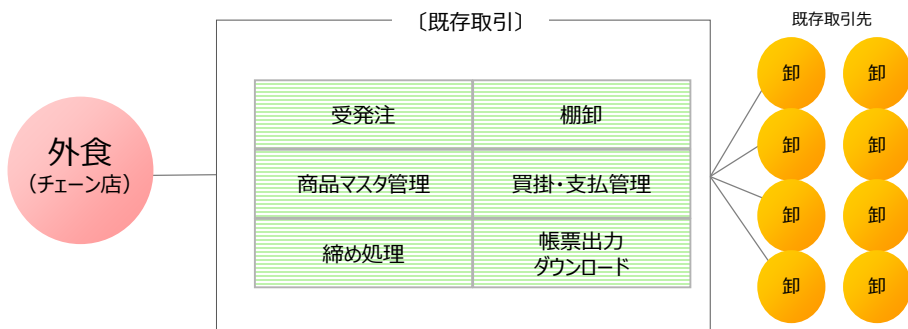 〔既存取引〕
既存取引先
外食
（チェーン店）
受発注
棚卸
商品マスタ管理
買掛・支払管理
締め処理
帳票出力
ダウンロード
卸
卸
卸
卸
卸
卸
卸
卸